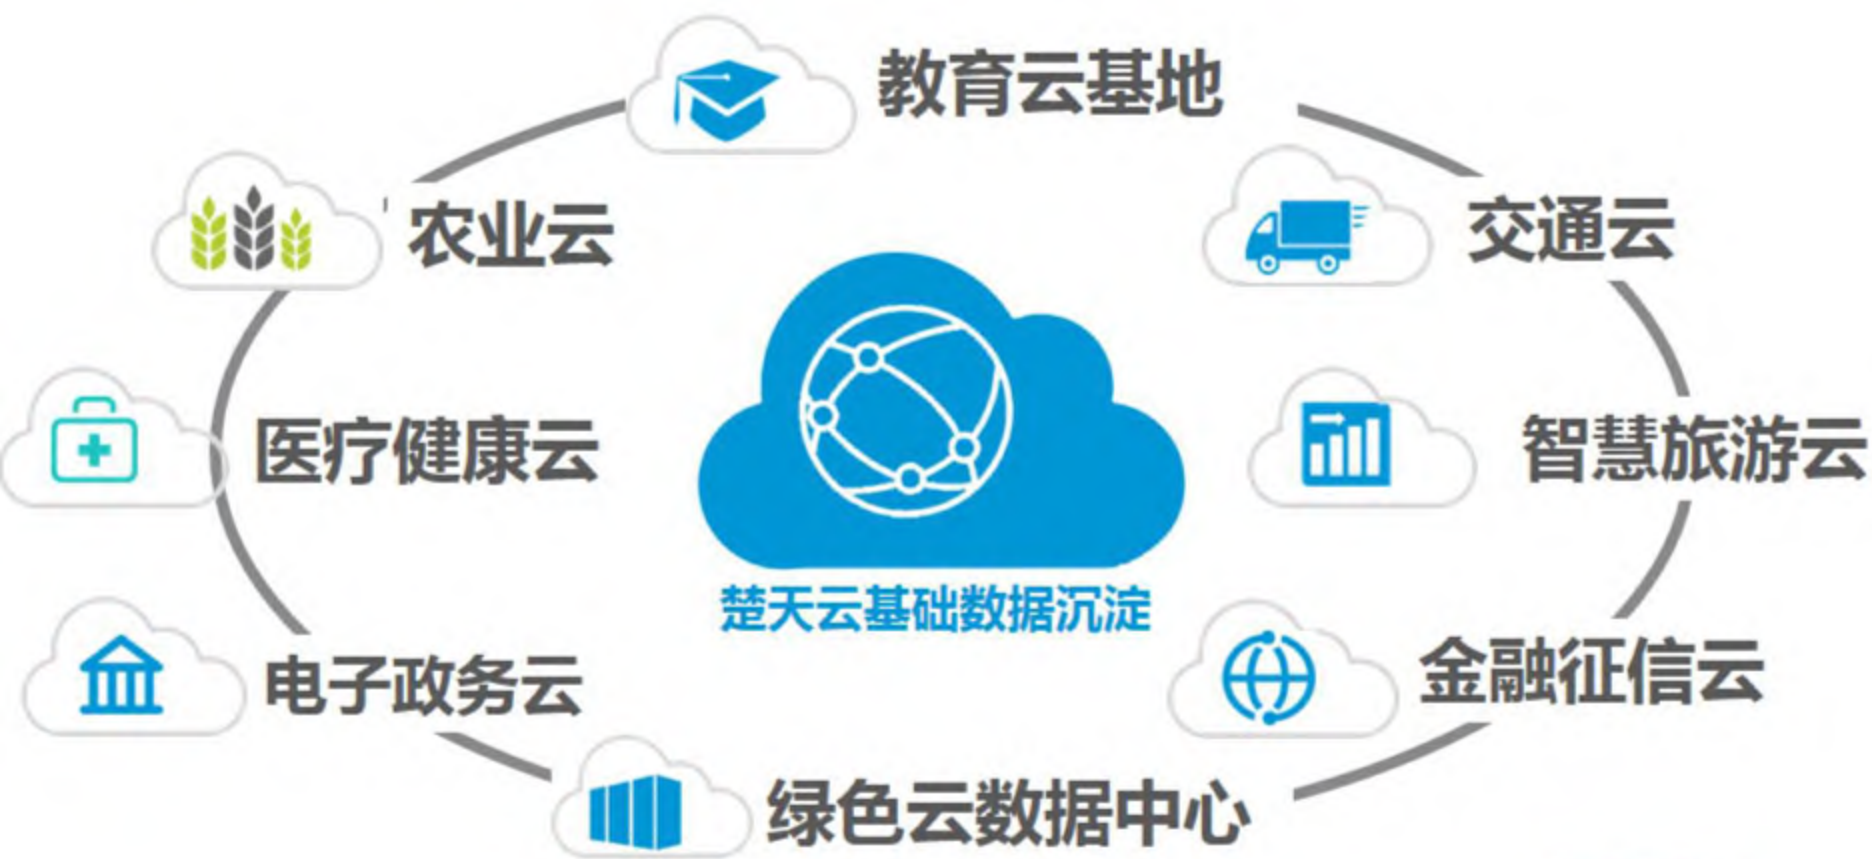 教育云基地
农业云
交通云
医疗健康云
智慧旅游云
楚天云基础数据沉淀
电子政务云
金融征信云
绿色云数据中心